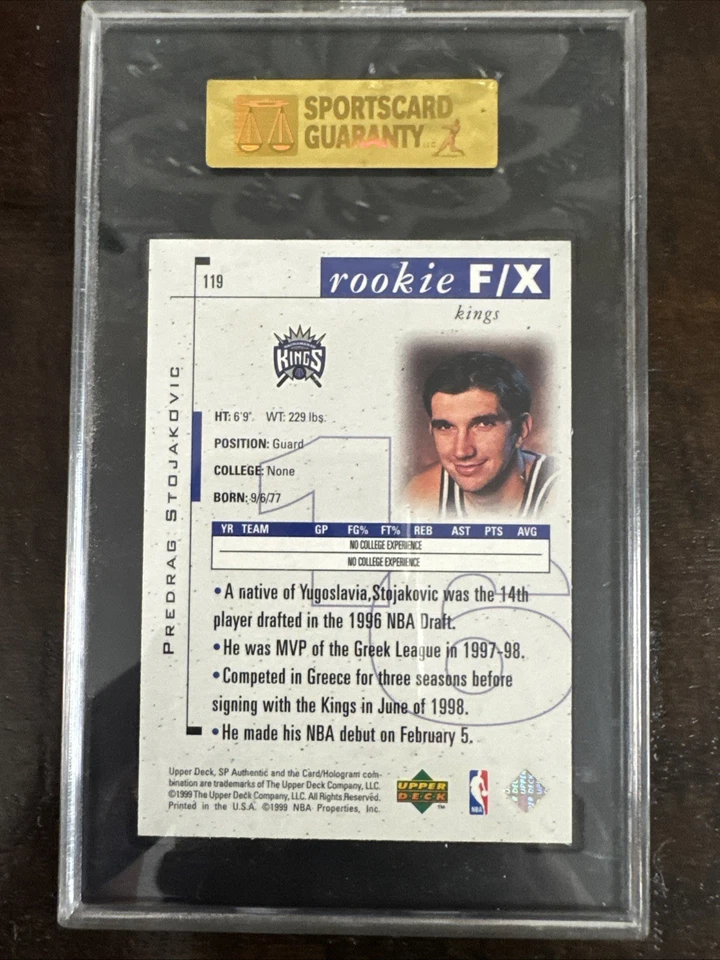 SPORTSCARD
GUARANTY LLC
119
rookie F/X
kings
KINGS
PREDRAG STOJAKOVIC
HT: 6'9". WT: 229 lbs.
POSITION: Guard
COLLEGE: None
BORN: 9/6/77
16
YR TEAM GP FG% FT% REB AST PTS AVG
NO COLLEGE EXPERIENCE
NO COLLEGE EXPERIENCE
•A native of Yugoslavia,Stojakovic was the 14th
player drafted in the 1996 NBA Draft.
•He was MVP of the Greek League in 1997-98.
•Competed in Greece for three seasons before
signing with the Kings in June of 1998.
•He made his NBA debut on February 5.
Upper Deck, SP Authentic and the Card/Hologram com-
bination are trademarks of The Upper Deck Company, LLC.
©1999 The Upper Deck Company, LLC. All Rights Reserved.
Printed in the U.S.A. ©1999 NBA Properties, Inc.
UPPER
DECK™
NBA